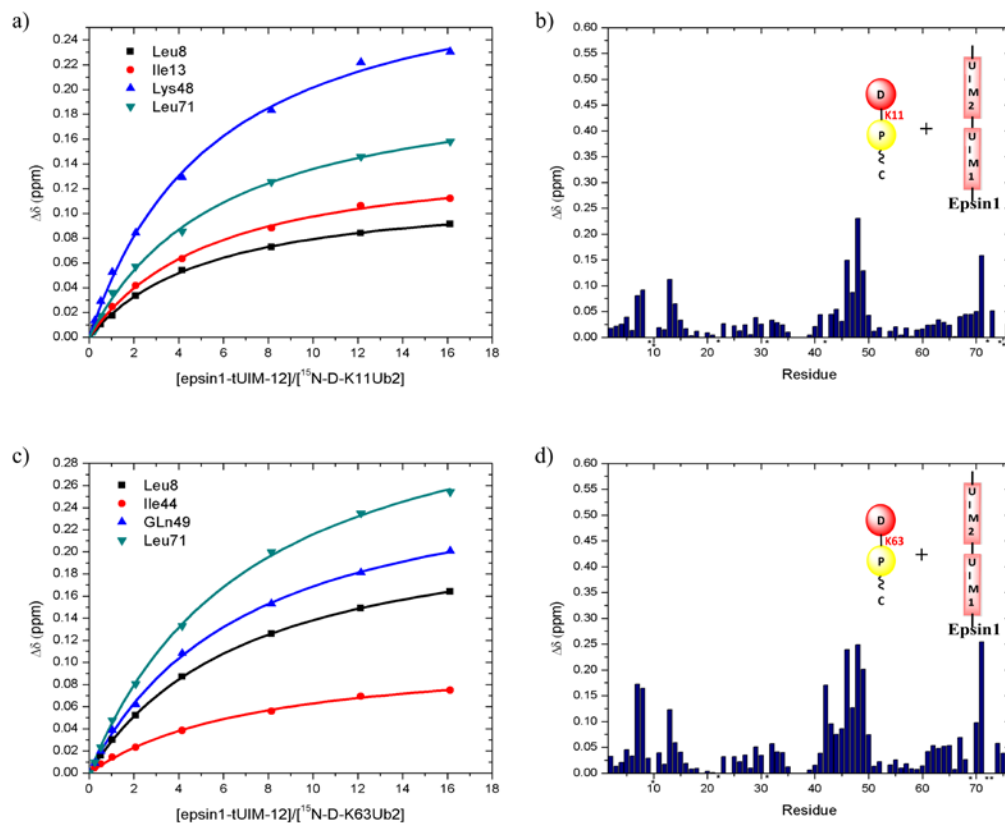 a)
0.24
0.22
0.20
0.18
0.16
0.14
0.12
0.10
0.08
0.06
0.04
0.02
0.00
Δδ (ppm)
Leu8
Ile13
Lys48
Leu71
0 2 4 6 8 10 12 14 16 18
[epsin1-tUIM-12]/[¹⁵N-D-K11Ub2]
b)
0.60
0.55
0.50
0.45
0.40
0.35
0.30
0.25
0.20
0.15
0.10
0.05
0.00
D
K11
P
C
+
UIM2
UIM1
Epsin1
10 20 30 40 50 60 70
Residue
c)
0.28
0.26
0.24
0.22
0.20
0.18
0.16
0.14
0.12
0.10
0.08
0.06
0.04
0.02
0.00
Δδ (ppm)
Leu8
Ile44
GLn49
Leu71
0 2 4 6 8 10 12 14 16 18
[epsin1-tUIM-12]/[¹⁵N-D-K63Ub2]
d)
0.60
0.55
0.50
0.45
0.40
0.35
0.30
0.25
0.20
0.15
0.10
0.05
0.00
D
K63
P
C
+
UIM2
UIM1
Epsin1
10 20 30 40 50 60 70
Residue